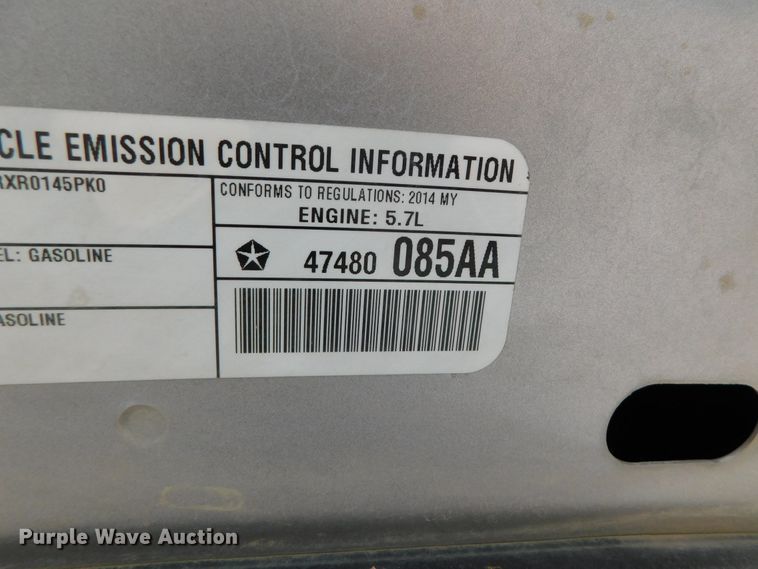 CLE EMISSION CONTROL INFORMATION
RXR0145PK0
CONFORMS TO REGULATIONS: 2014 MY
ENGINE: 5.7L
EL: GASOLINE
47480 085AA
ASOLINE
Purple Wave Auction